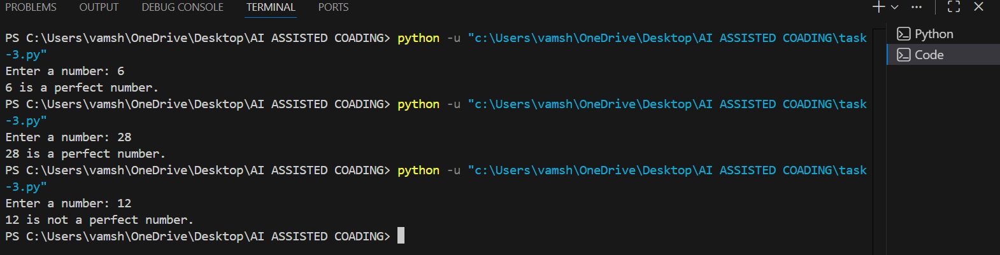 PROBLEMS OUTPUT DEBUG CONSOLE TERMINAL PORTS
PS C:\Users\vamsh\OneDrive\Desktop\AI ASSISTED COADING> python -u "c:\Users\vamsh\OneDrive\Desktop\AI ASSISTED COADING\task
-3.py"
Enter a number: 6
6 is a perfect number.
PS C:\Users\vamsh\OneDrive\Desktop\AI ASSISTED COADING> python -u "c:\Users\vamsh\OneDrive\Desktop\AI ASSISTED COADING\task
-3.py"
Enter a number: 28
28 is a perfect number.
PS C:\Users\vamsh\OneDrive\Desktop\AI ASSISTED COADING> python -u "c:\Users\vamsh\OneDrive\Desktop\AI ASSISTED COADING\task
-3.py"
Enter a number: 12
12 is not a perfect number.
PS C:\Users\vamsh\OneDrive\Desktop\AI ASSISTED COADING>
Python
Code